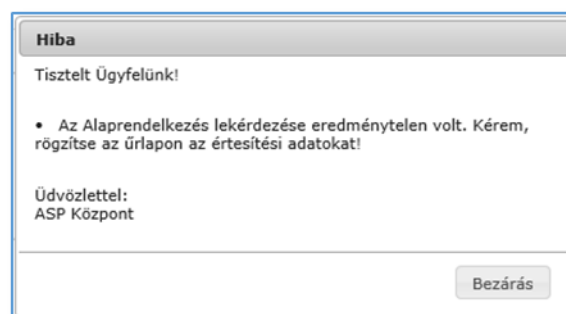 Hiba
Tisztelt Ügyfelünk!
• Az Alaprendelkezés lekérdezése eredménytelen volt. Kérem,
rögzítse az űrlapon az értesítési adatokat!
Üdvözlettel:
ASP Központ
Bezárás